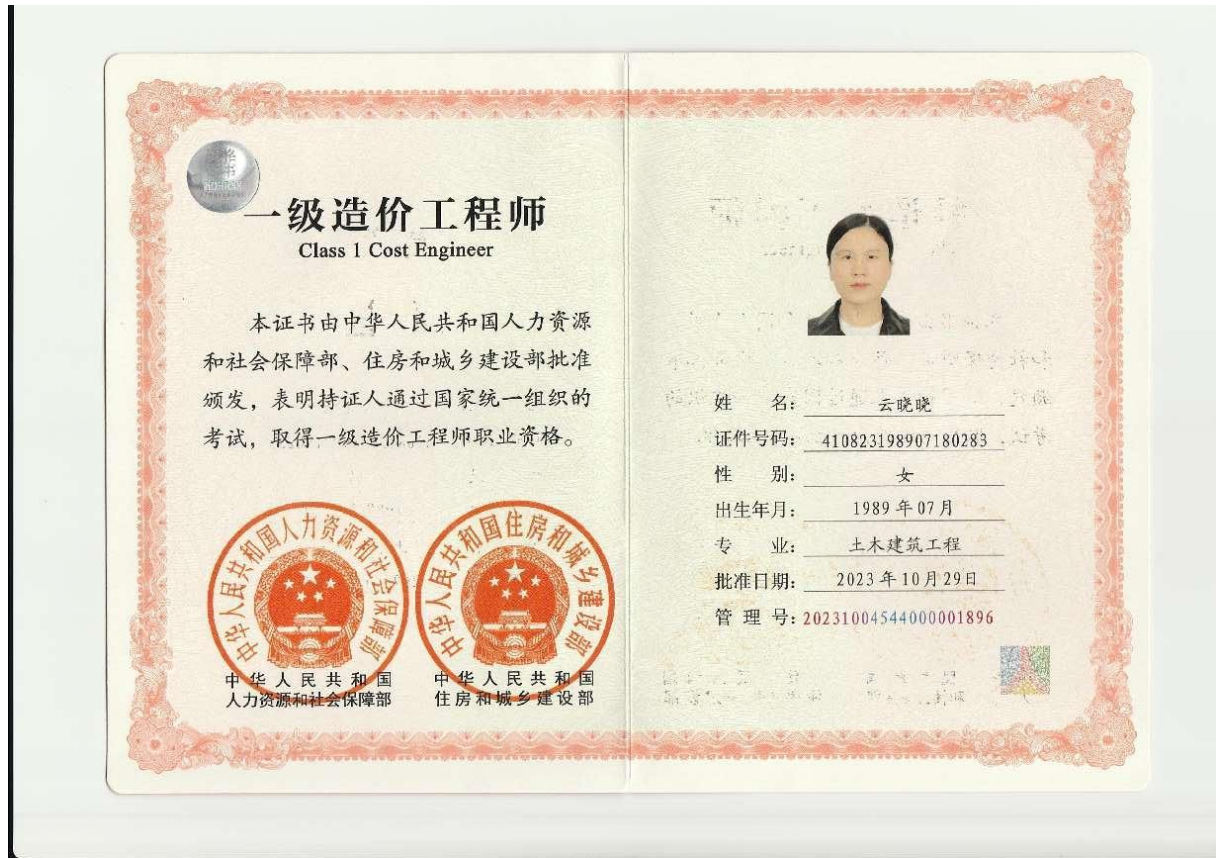 一级造价工程师
Class 1 Cost Engineer
本证书由中华人民共和国人力资源
和社会保障部、住房和城乡建设部批准
颁发，表明持证人通过国家统一组织的
考试，取得一级造价工程师职业资格。
中华人民共和国人力资源和社会保障部
中华人民共和国住房和城乡建设部
中华人民共和国
人力资源和社会保障部
中华人民共和国
住房和城乡建设部
姓 名： 云晓晓
证件号码： 410823198907180283
性 别： 女
出生年月： 1989年07月
专 业： 土木建筑工程
批准日期： 2023年10月29日
管 理 号：20231004544000001896